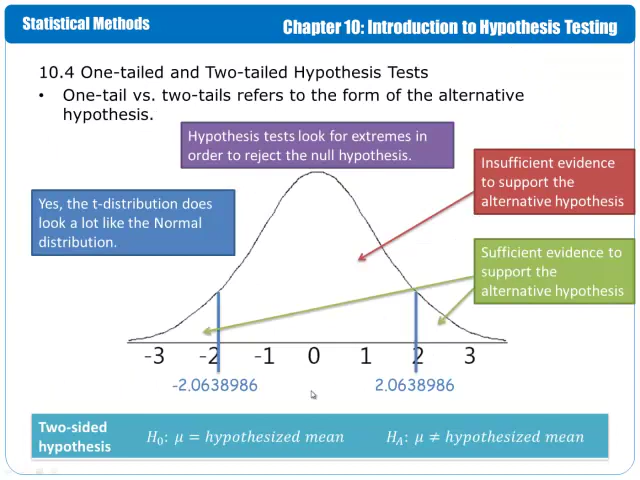 Statistical Methods
Chapter 10: Introduction to Hypothesis Testing
10.4 One-tailed and Two-tailed Hypothesis Tests
• One-tail vs. two-tails refers to the form of the alternative
hypothesis.
Hypothesis tests look for extremes in
order to reject the null hypothesis.
Insufficient evidence
to support the
alternative hypothesis
Yes, the t-distribution does
look a lot like the Normal
distribution.
Sufficient evidence to
support the
alternative hypothesis
-3 -2 -1 0 1 2 3
-2.0638986 2.0638986
Two-sided
hypothesis
H₀: μ = hypothesized mean
H_A: μ ≠ hypothesized mean